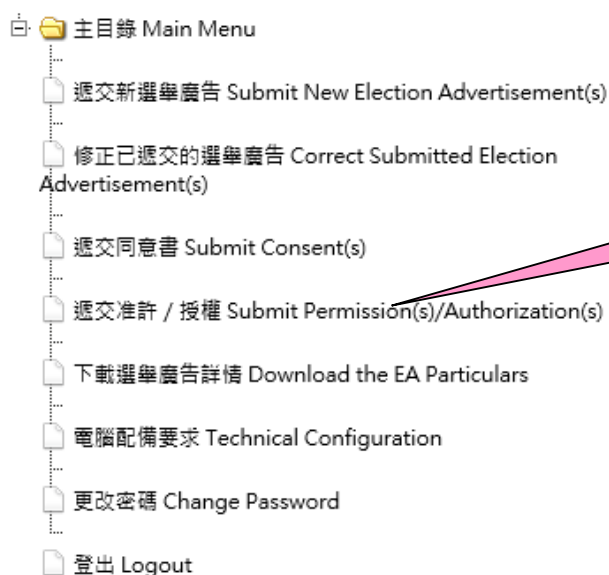 主目錄 Main Menu
遞交新選舉廣告 Submit New Election Advertisement(s)
修正已遞交的選舉廣告 Correct Submitted Election
Advertisement(s)
遞交同意書 Submit Consent(s)
遞交准許 / 授權 Submit Permission(s)/Authorization(s)
下載選舉廣告詳情 Download the EA Particulars
電腦配備要求 Technical Configuration
更改密碼 Change Password
登出 Logout